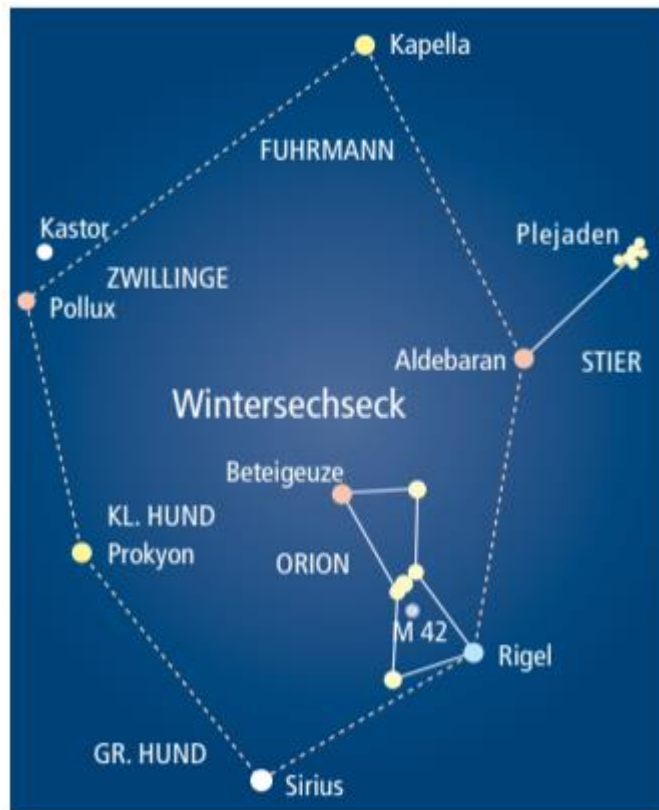 Kapella
FUHRMANN
Kastor
Plejaden
ZWILLINGE
Pollux
Aldebaran
STIER
Wintersechseck
Beteigeuze
KL. HUND
Prokyon
ORION
M 42
Rigel
GR. HUND
Sirius